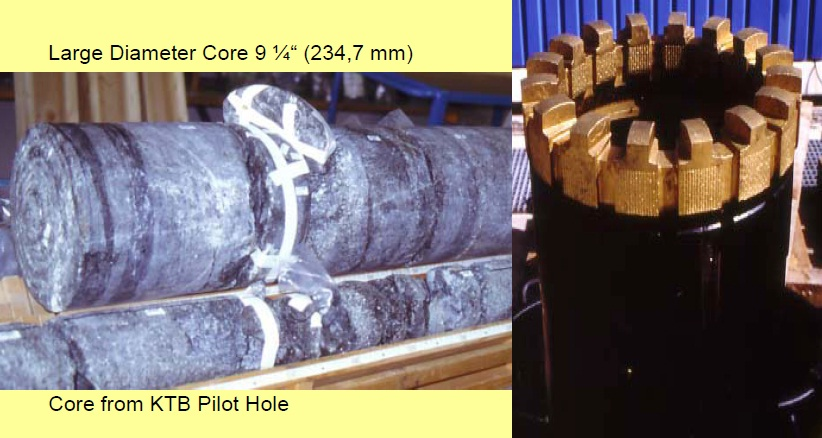 Large Diameter Core 9 ¼“ (234,7 mm)
Core from KTB Pilot Hole